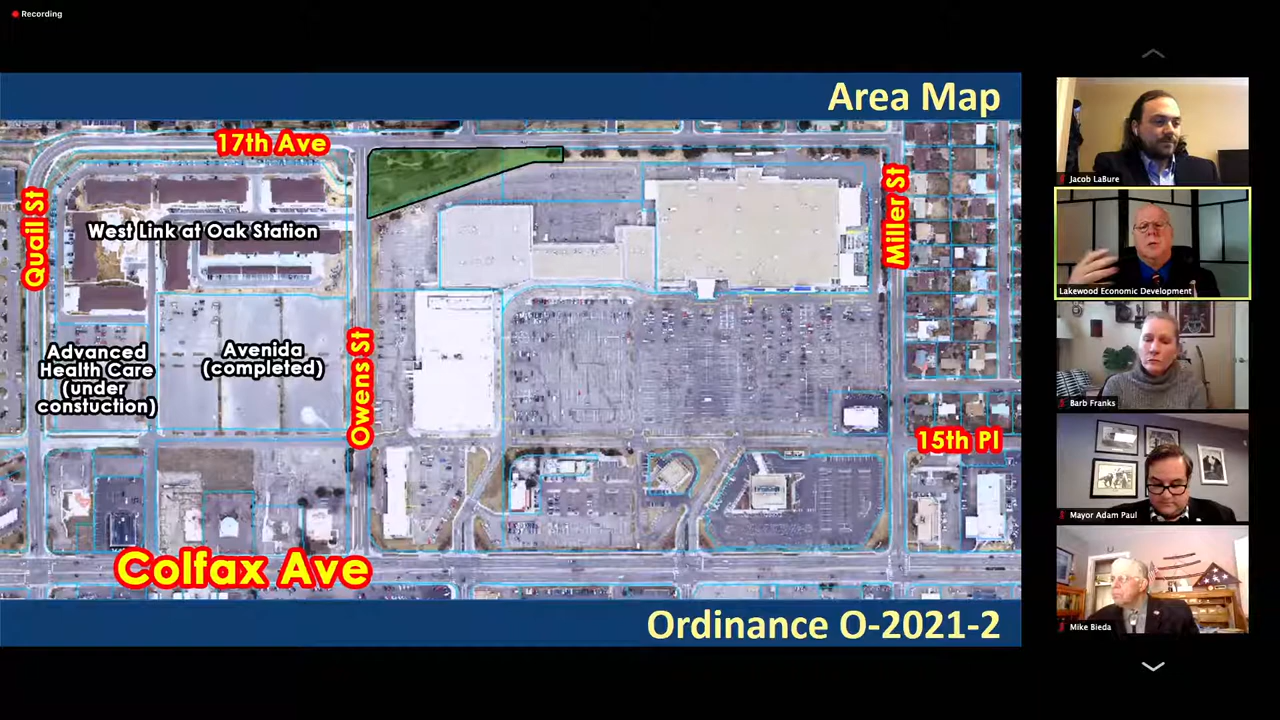 Recording
Area Map
17th Ave
Quail St
West Link at Oak Station
Miller St
Advanced
Health Care
(under
constuction)
Avenida
(completed)
Owens St
15th Pl
Colfax Ave
Ordinance O-2021-2
Jacob LaBure
Lakewood Economic Development
Barb Franks
Mayor Adam Paul
Mike Bieda